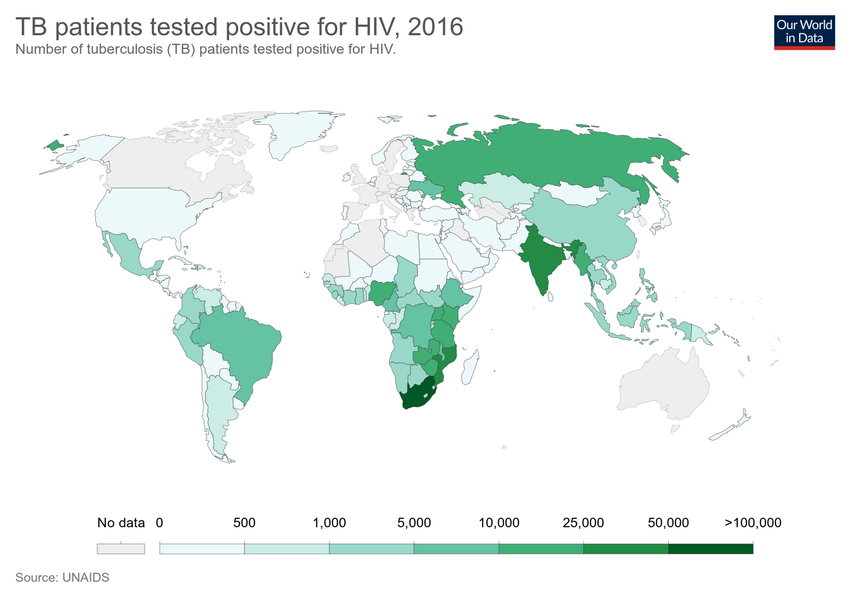 TB patients tested positive for HIV, 2016
Number of tuberculosis (TB) patients tested positive for HIV.
Our World
in Data
No data 0 500 1,000 5,000 10,000 25,000 50,000 >100,000
Source: UNAIDS